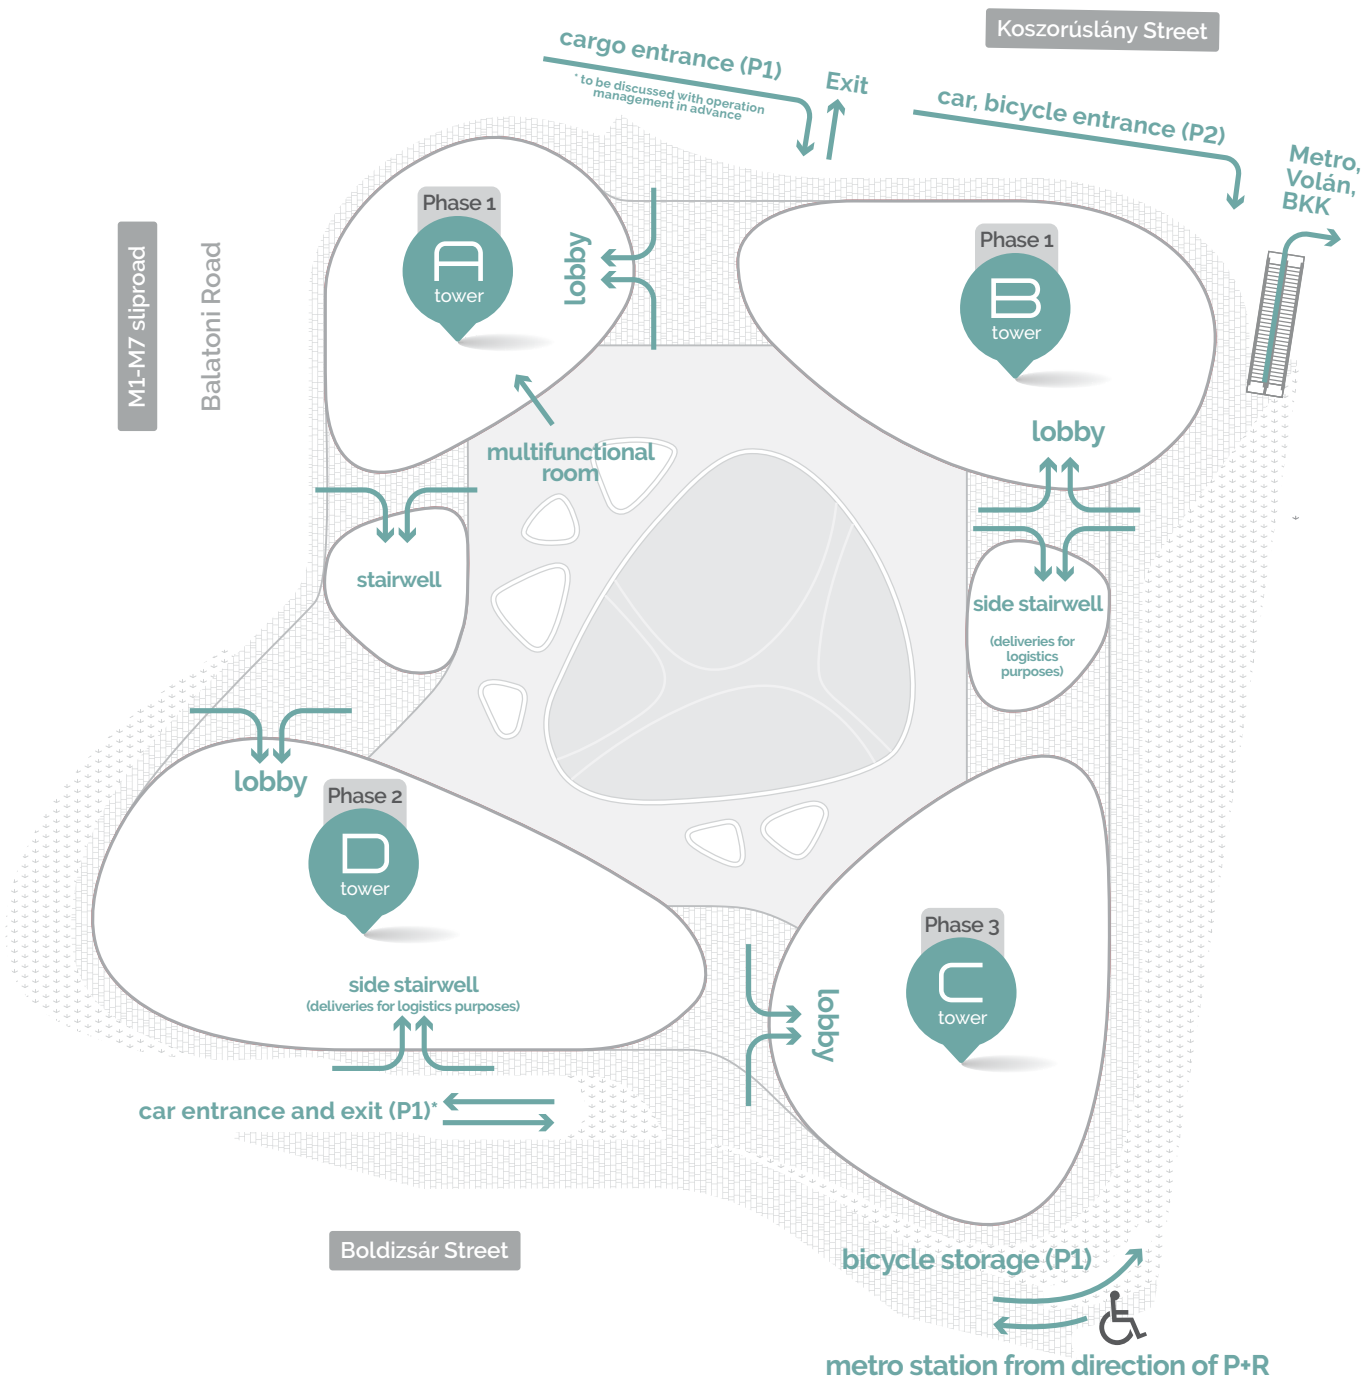 Koszorúslány Street
cargo entrance (P1)
* to be discussed with operation
management in advance
Exit
car, bicycle entrance (P2)
Metro,
Volán,
BKK
M1-M7 sliproad
Balatoni Road
Phase 1
A
tower
lobby
Phase 1
B
tower
lobby
multifunctional
room
stairwell
side stairwell
(deliveries for
logistics
purposes)
lobby
Phase 2
D
tower
side stairwell
(deliveries for logistics purposes)
Phase 3
C
tower
lobby
car entrance and exit (P1)*
Boldizsár Street
bicycle storage (P1)
metro station from direction of P+R